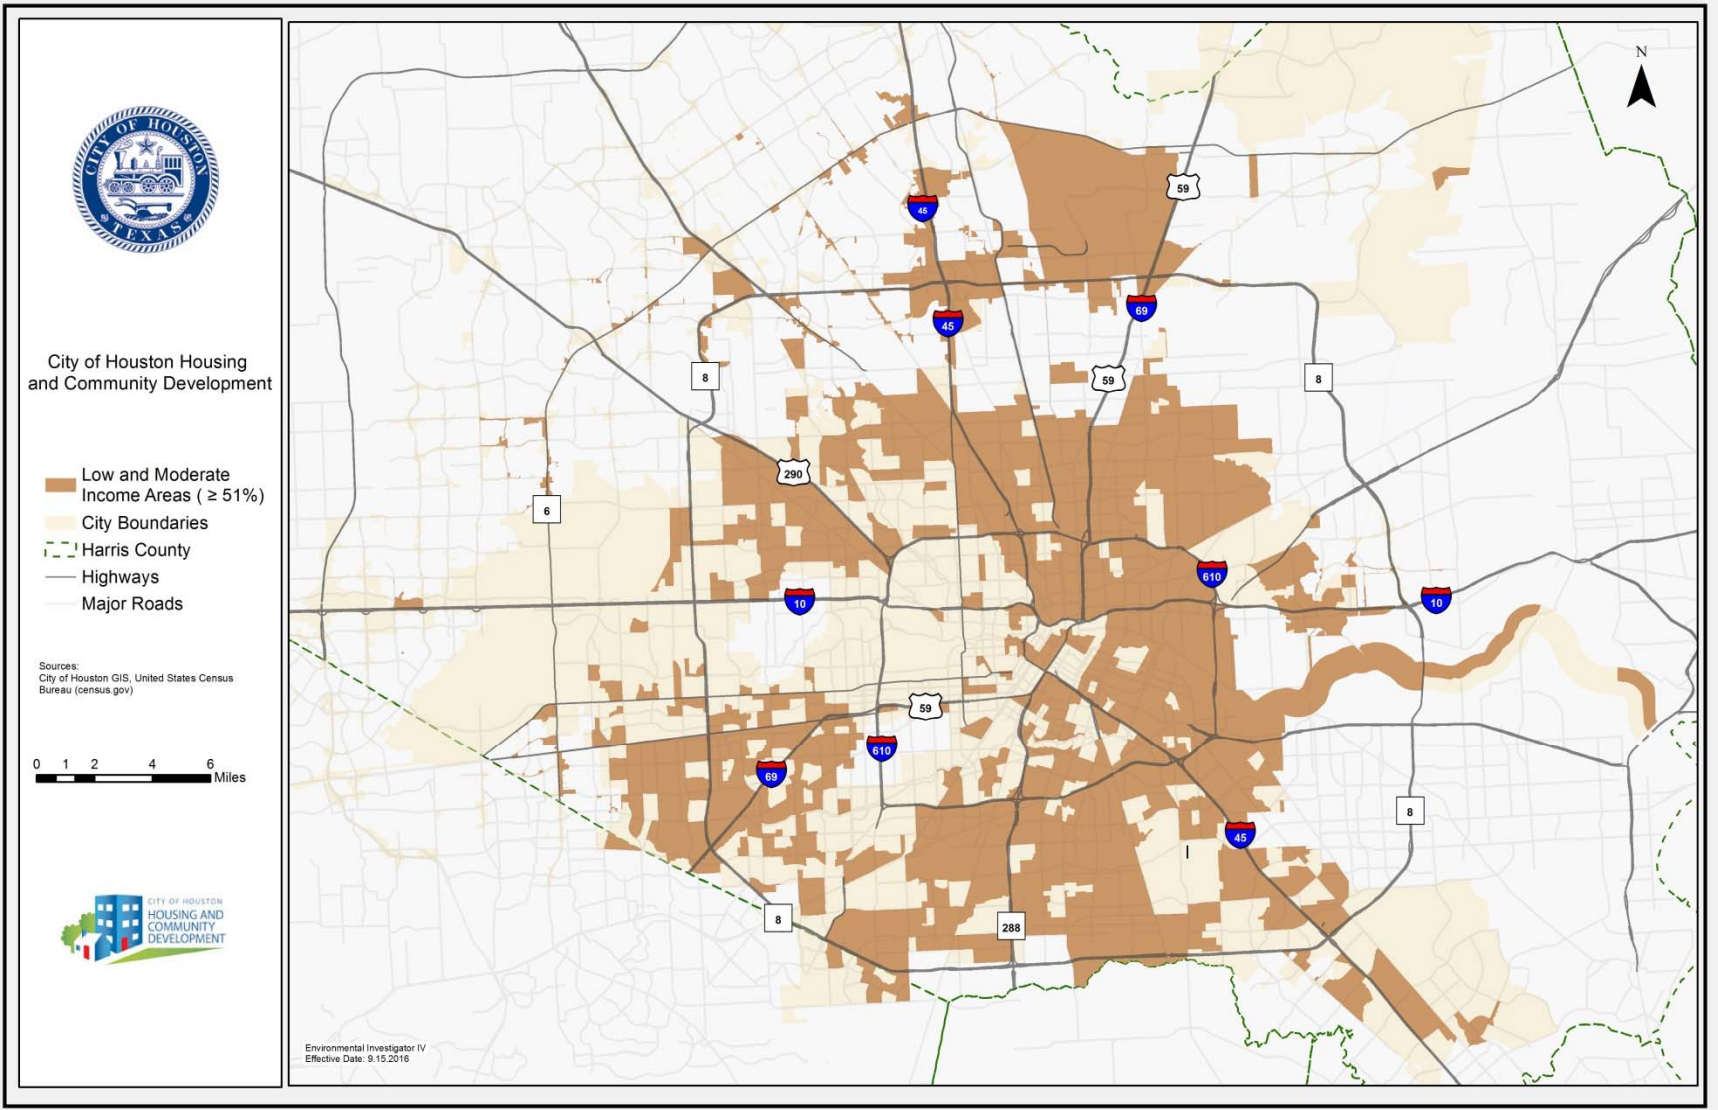 CITY OF HOUSTON
TEXAS
City of Houston Housing
and Community Development
Low and Moderate
Income Areas ( ≥ 51%)
City Boundaries
Harris County
Highways
Major Roads
Sources:
City of Houston GIS, United States Census
Bureau (census.gov)
0 1 2 4 6
Miles
CITY OF HOUSTON
HOUSING AND
COMMUNITY
DEVELOPMENT
N
59
45
69
45
8
59
8
290
6
610
10
10
59
610
69
8
45
8
288
Environmental Investigator IV
Effective Date: 9.15.2016